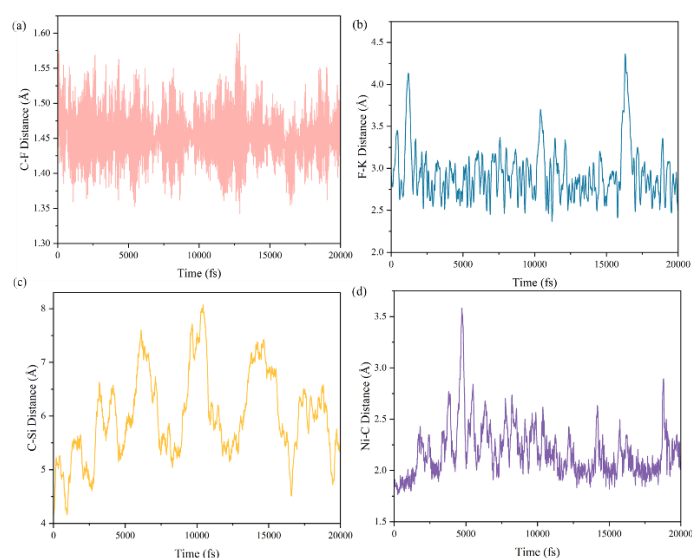 (a)
1.60
1.55
1.50
1.45
1.40
1.35
1.30
C-F Distance (Å)
0 5000 10000 15000 20000
Time (fs)
(b)
4.5
4.0
3.5
3.0
2.5
2.0
F-K Distance (Å)
0 5000 10000 15000 20000
Time (fs)
(c)
8
7
6
5
4
C-Si Distance (Å)
0 5000 10000 15000 20000
Time (fs)
(d)
3.5
3.0
2.5
2.0
1.5
Ni-C Distance (Å)
0 5000 10000 15000 20000
Time (fs)